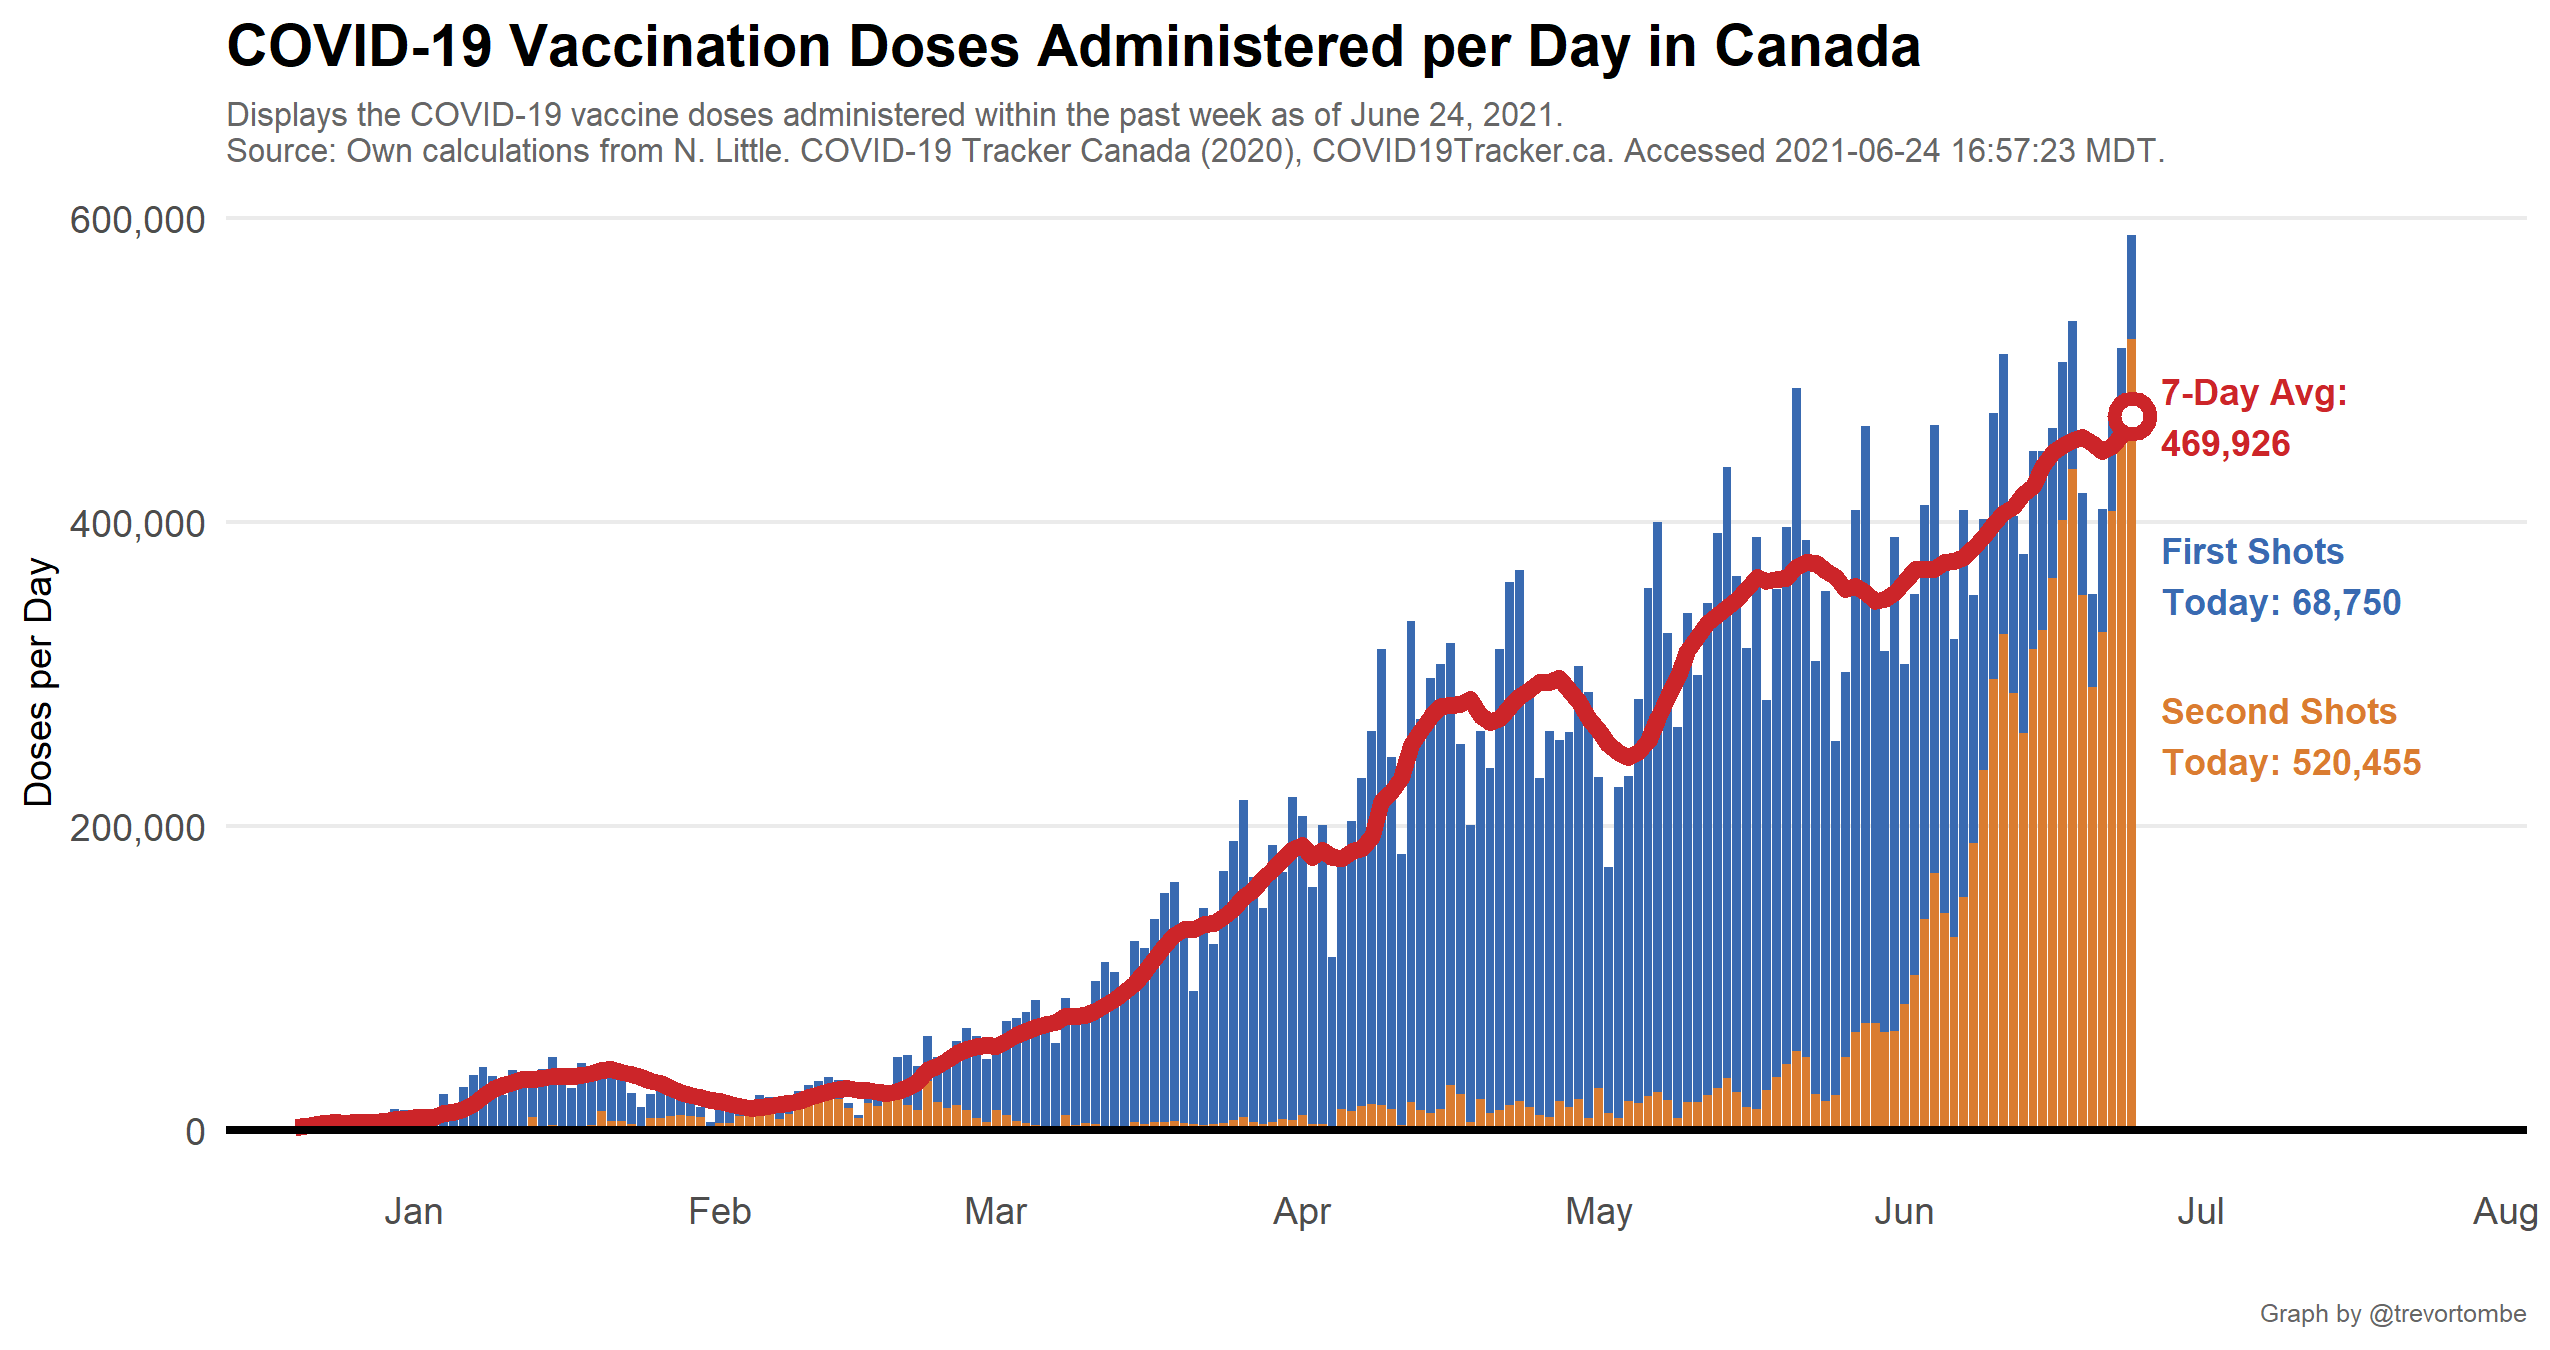 COVID-19 Vaccination Doses Administered per Day in Canada
Displays the COVID-19 vaccine doses administered within the past week as of June 24, 2021.
Source: Own calculations from N. Little. COVID-19 Tracker Canada (2020), COVID19Tracker.ca. Accessed 2021-06-24 16:57:23 MDT.
600,000
400,000
200,000
0
Doses per Day
7-Day Avg:
469,926
First Shots
Today: 68,750
Second Shots
Today: 520,455
Jan Feb Mar Apr May Jun Jul Aug
Graph by @trevortombe